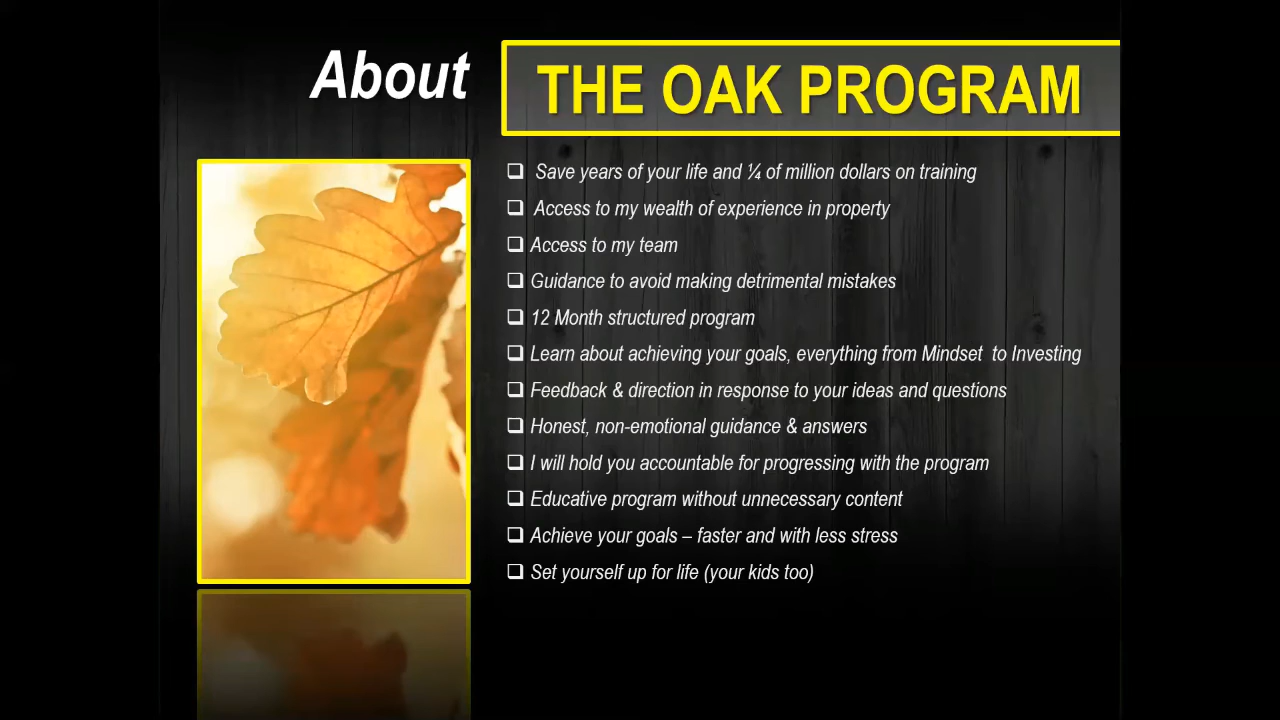 About
THE OAK PROGRAM
❑ Save years of your life and ¼ of million dollars on training
❑ Access to my wealth of experience in property
❑ Access to my team
❑ Guidance to avoid making detrimental mistakes
❑ 12 Month structured program
❑ Learn about achieving your goals, everything from Mindset to Investing
❑ Feedback & direction in response to your ideas and questions
❑ Honest, non-emotional guidance & answers
❑ I will hold you accountable for progressing with the program
❑ Educative program without unnecessary content
❑ Achieve your goals – faster and with less stress
❑ Set yourself up for life (your kids too)